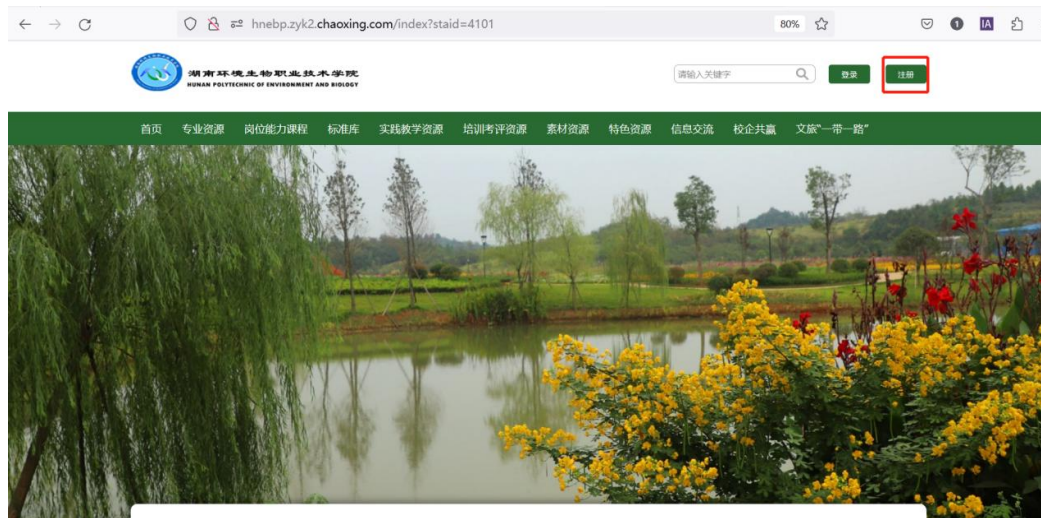 hnebp.zyk2.chaoxing.com/index?staid=4101
80%
1
IA
湖南环境生物职业技术学院
HUNAN POLYTECHNIC OF ENVIRONMENT AND BIOLOGY
请输入关键字
登录
注册
首页 专业资源 岗位能力课程 标准库 实践教学资源 培训考评资源 素材资源 特色资源 信息交流 校企共赢 文旅“一带一路”